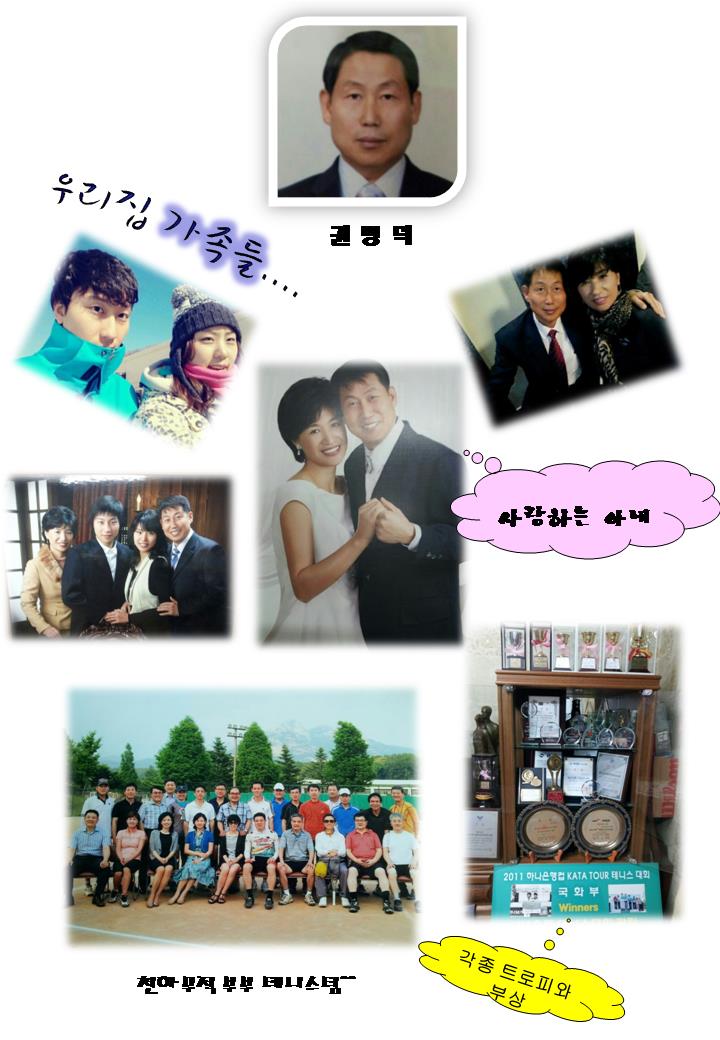 우리집 가족들....
권 명 덕
사랑하는 아내
2011 하나은행컵 KATA TOUR 테니스 대회
국 화 부
Winners
Wilson
각종 트로피와
부상
천하무적 부부 테니스팀^^